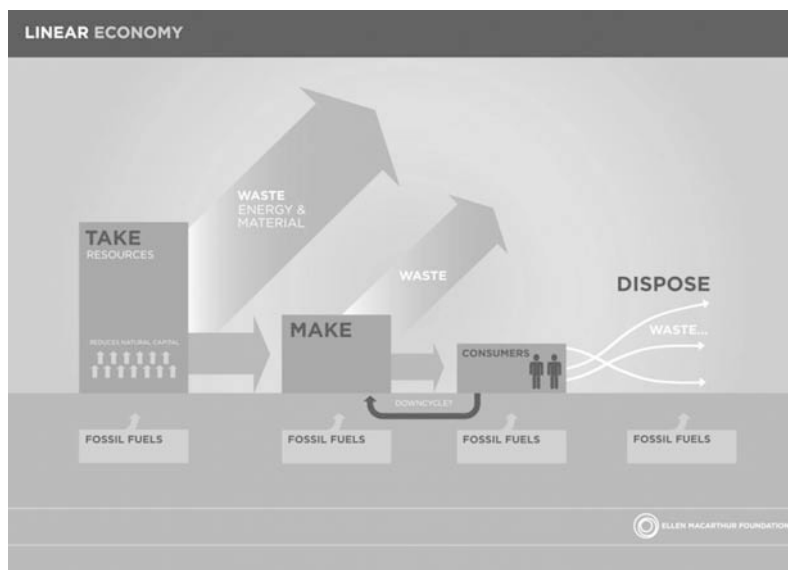 LINEAR ECONOMY
WASTE
ENERGY &
MATERIAL
TAKE
RESOURCES
REDUCES NATURAL CAPITAL
WASTE
MAKE
CONSUMERS
DISPOSE
WASTE...
DOWNCYCLE?
FOSSIL FUELS
FOSSIL FUELS
FOSSIL FUELS
FOSSIL FUELS
ELLEN MACARTHUR FOUNDATION